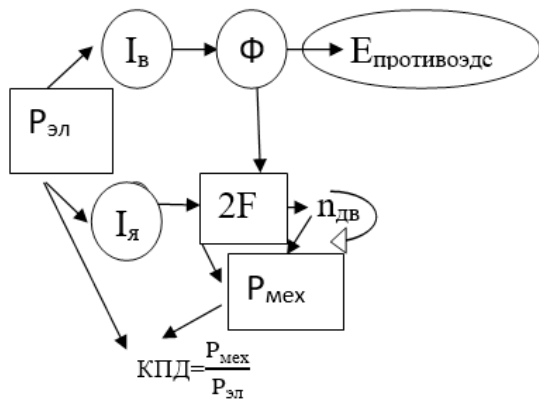 Iв Ф Eпротивоэдс
Pэл
Iя 2F nдв
Pмех
КПД=Pмех/Pэл